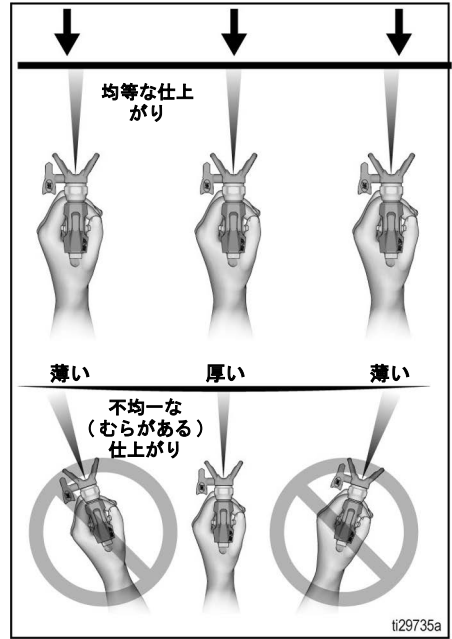 均等な仕上
がり
薄い 厚い 薄い
不均一な
（むらがある）
仕上がり
ti29735a